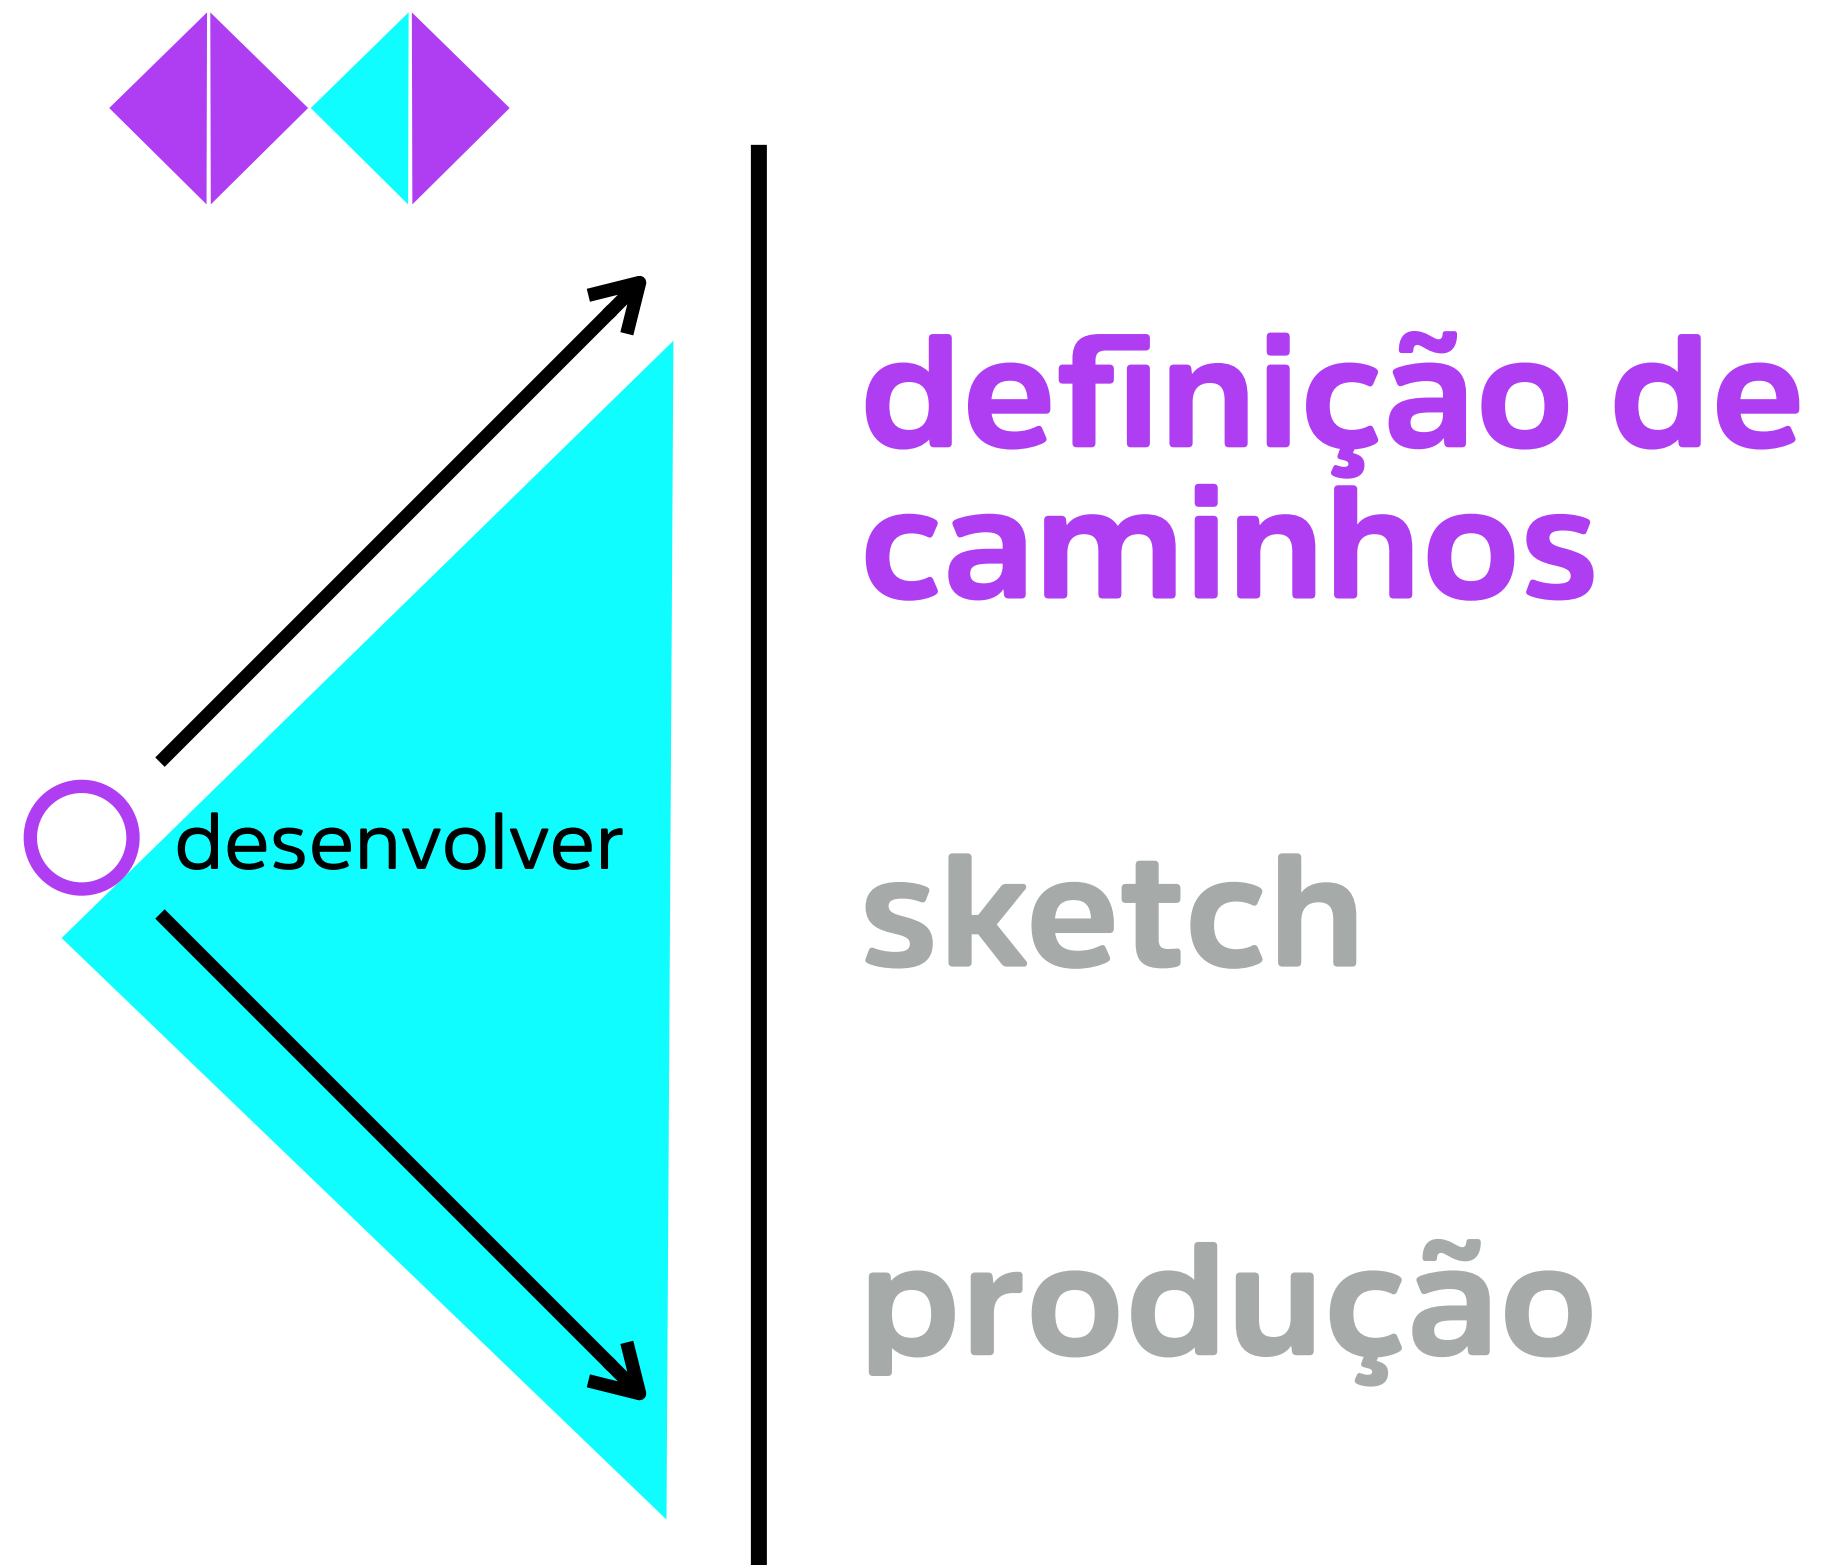 desenvolver
definição de
caminhos
sketch
produção